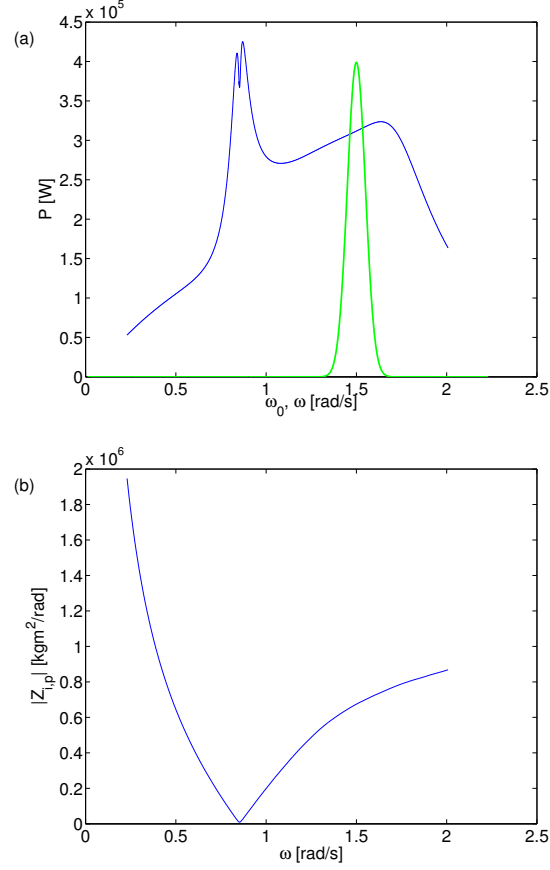 (a)
x 10^5
4.5
4
3.5
3
2.5
2
1.5
1
0.5
0
P [W]
0 0.5 1 1.5 2 2.5
ω_0, ω [rad/s]
(b)
x 10^6
2
1.8
1.6
1.4
1.2
1
0.8
0.6
0.4
0.2
0
|Z_{i,p}| [kgm^2/rad]
0 0.5 1 1.5 2 2.5
ω [rad/s]